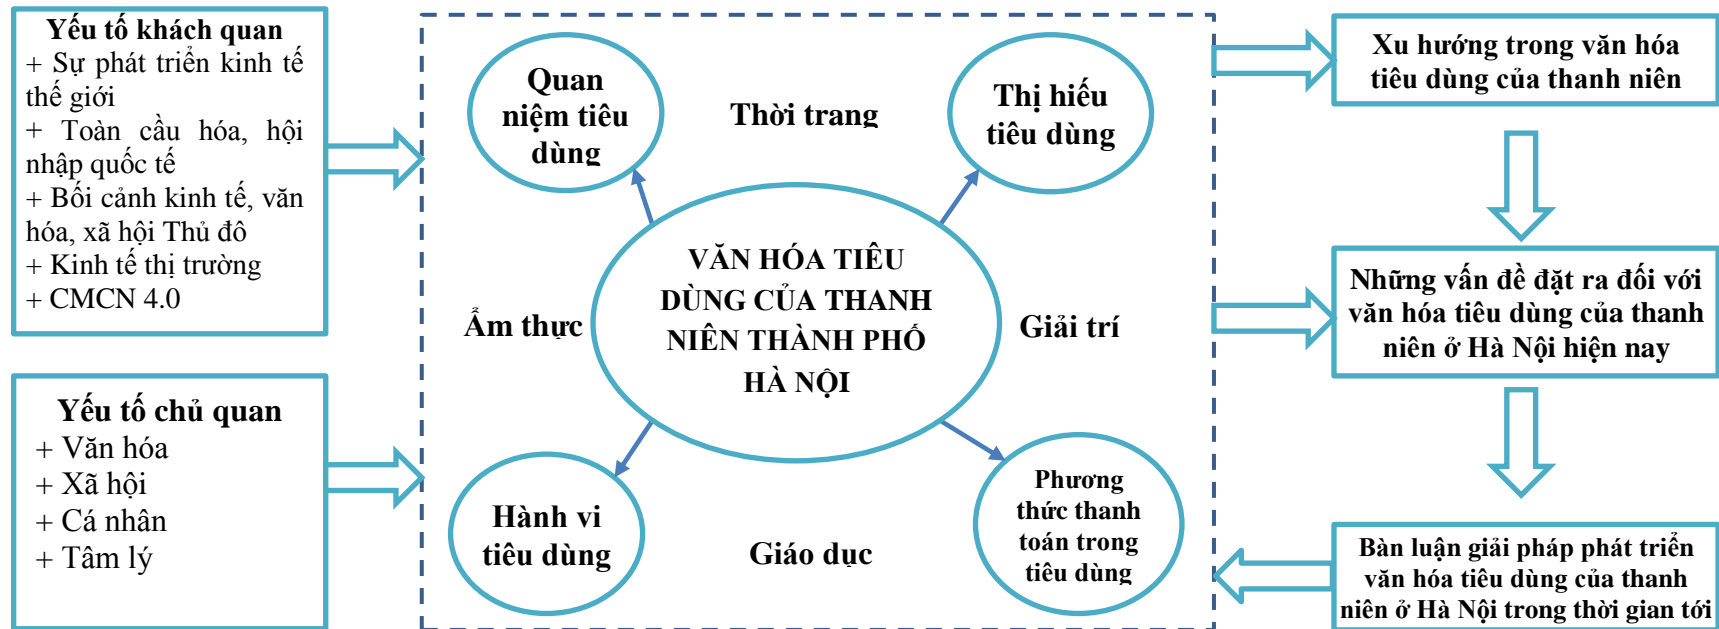 Yếu tố khách quan
+ Sự phát triển kinh tế
thế giới
+ Toàn cầu hóa, hội
nhập quốc tế
+ Bối cảnh kinh tế, văn
hóa, xã hội Thủ đô
+ Kinh tế thị trường
+ CMCN 4.0
Yếu tố chủ quan
+ Văn hóa
+ Xã hội
+ Cá nhân
+ Tâm lý
Quan
niệm tiêu
dùng
Thời trang
Thị hiếu
tiêu dùng
Ẩm thực
VĂN HÓA TIÊU
DÙNG CỦA THANH
NIÊN THÀNH PHỐ
HÀ NỘI
Giải trí
Hành vi
tiêu dùng
Giáo dục
Phương
thức thanh
toán trong
tiêu dùng
Xu hướng trong văn hóa
tiêu dùng của thanh niên
Những vấn đề đặt ra đối với
văn hóa tiêu dùng của thanh
niên ở Hà Nội hiện nay
Bàn luận giải pháp phát triển
văn hóa tiêu dùng của thanh
niên ở Hà Nội trong thời gian tới